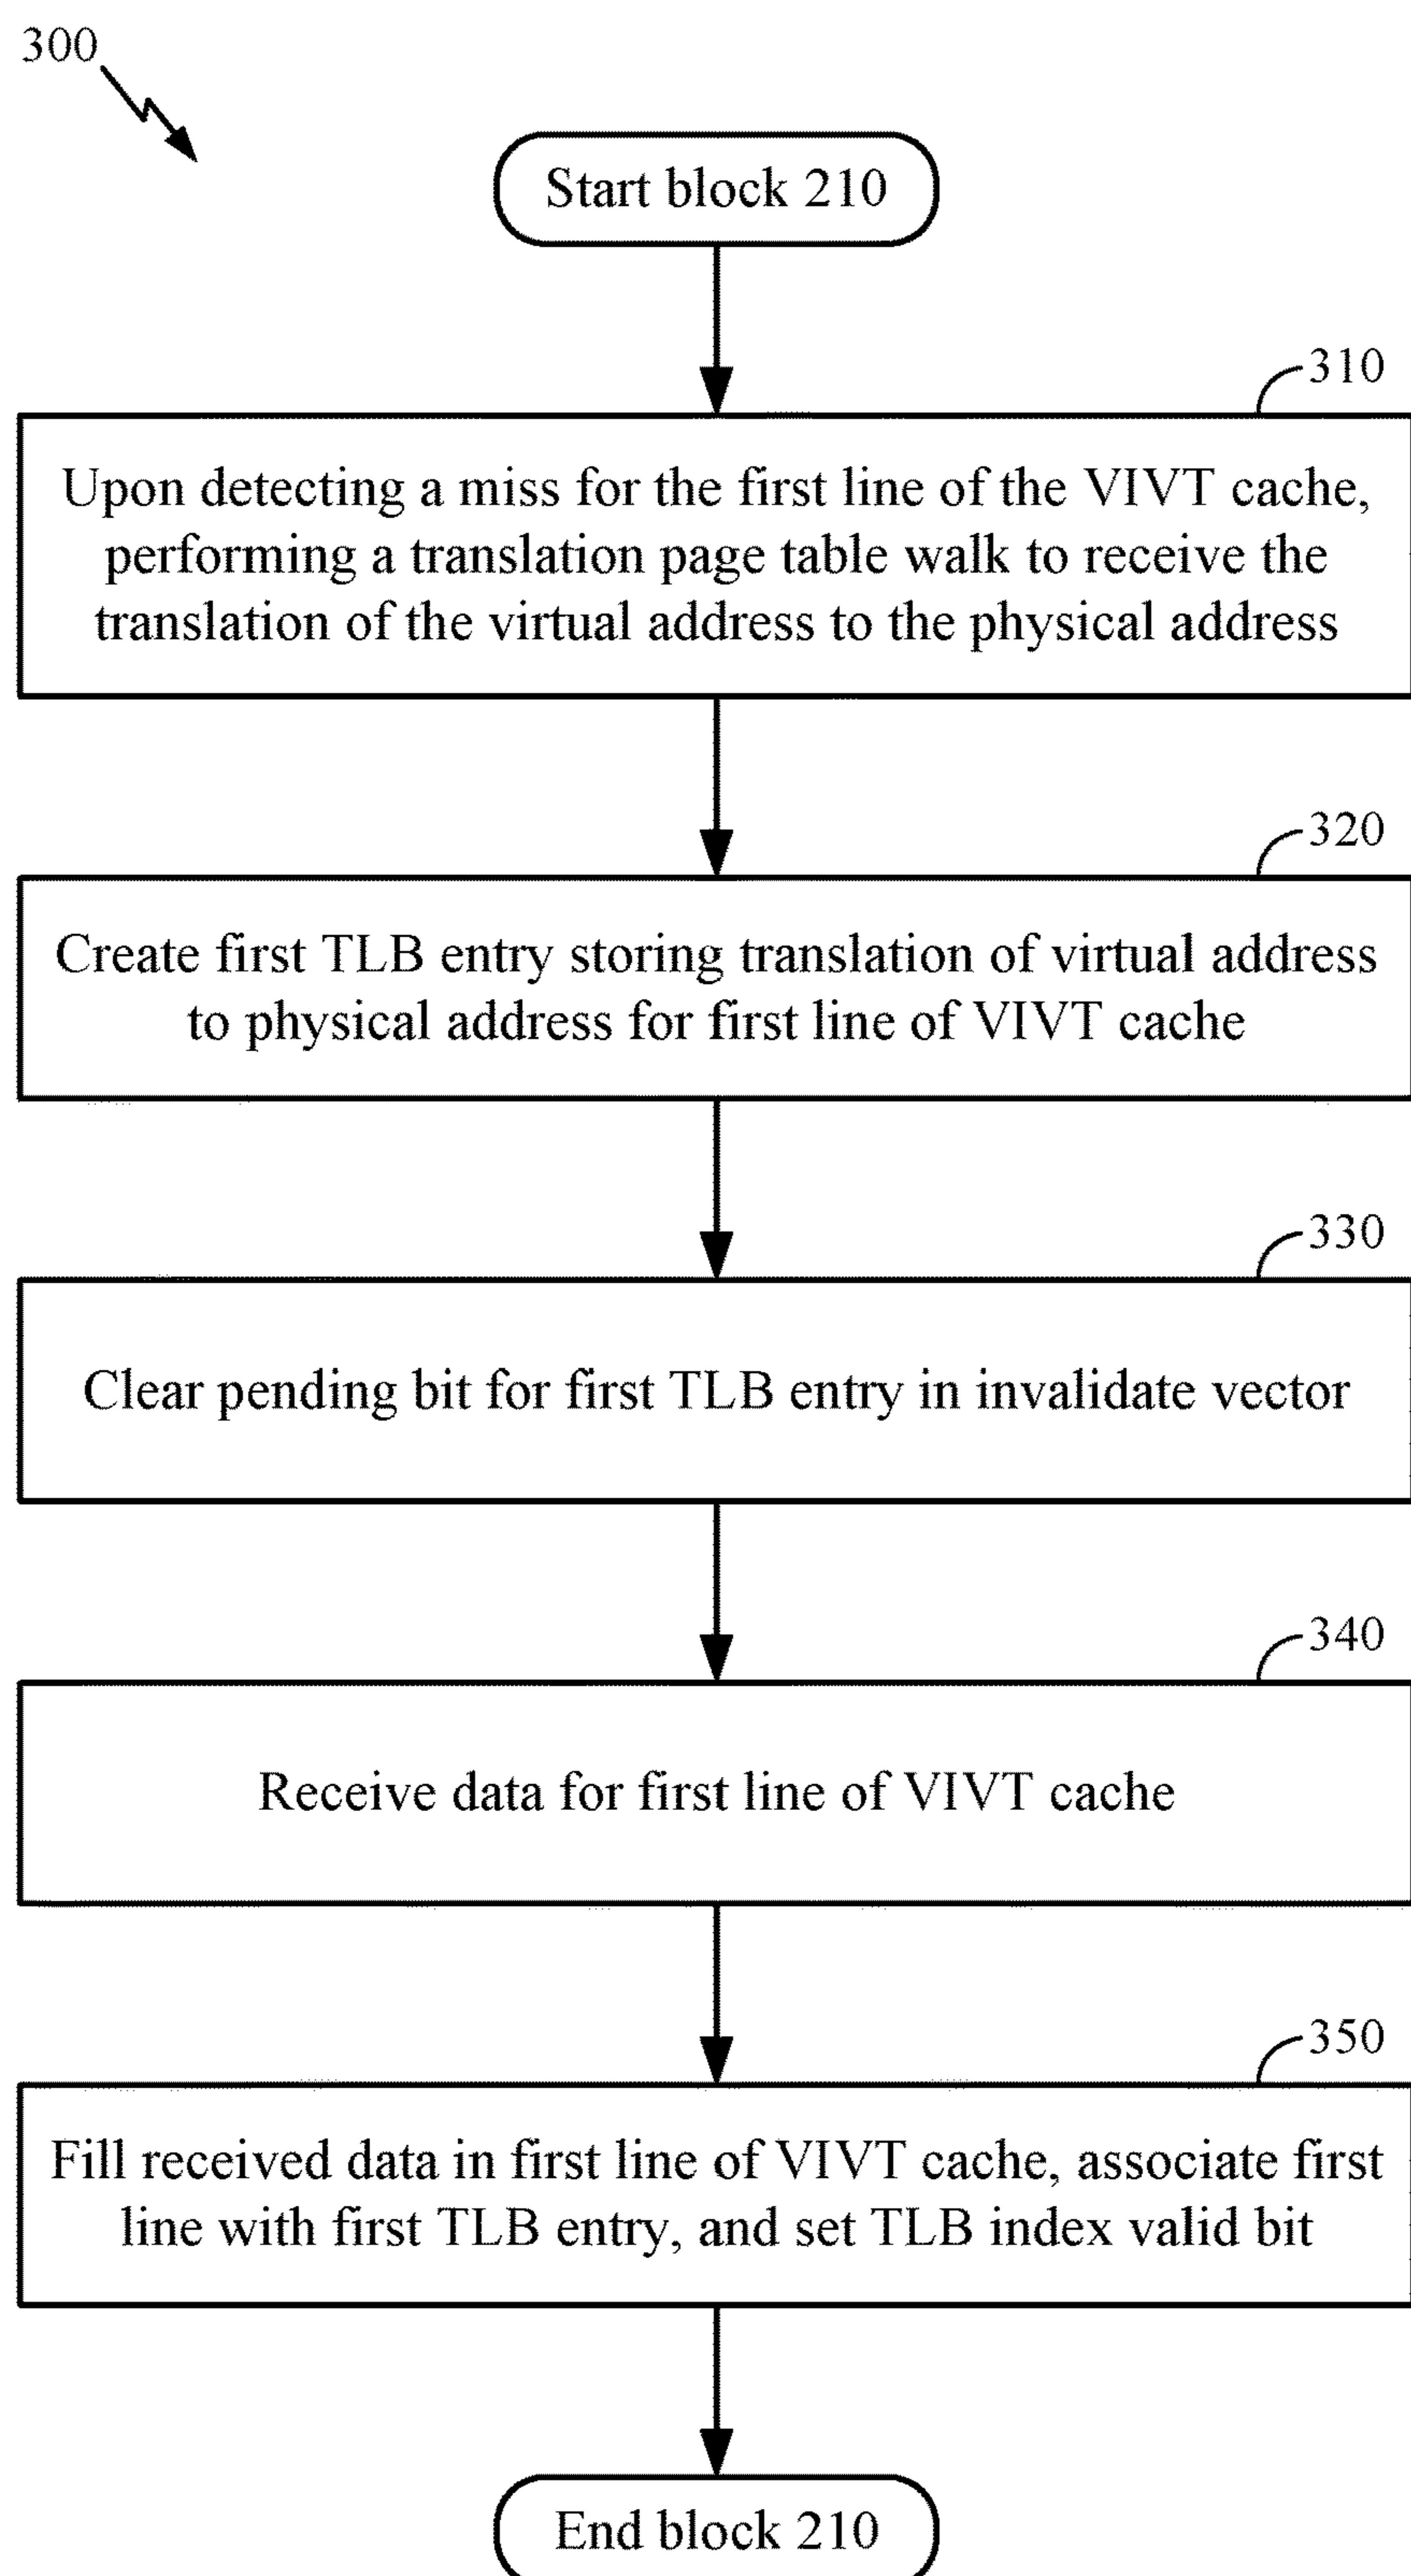 300
Start block 210
310
Upon detecting a miss for the first line of the VIVT cache,
performing a translation page table walk to receive the
translation of the virtual address to the physical address
320
Create first TLB entry storing translation of virtual address
to physical address for first line of VIVT cache
330
Clear pending bit for first TLB entry in invalidate vector
340
Receive data for first line of VIVT cache
350
Fill received data in first line of VIVT cache, associate first
line with first TLB entry, and set TLB index valid bit
End block 210